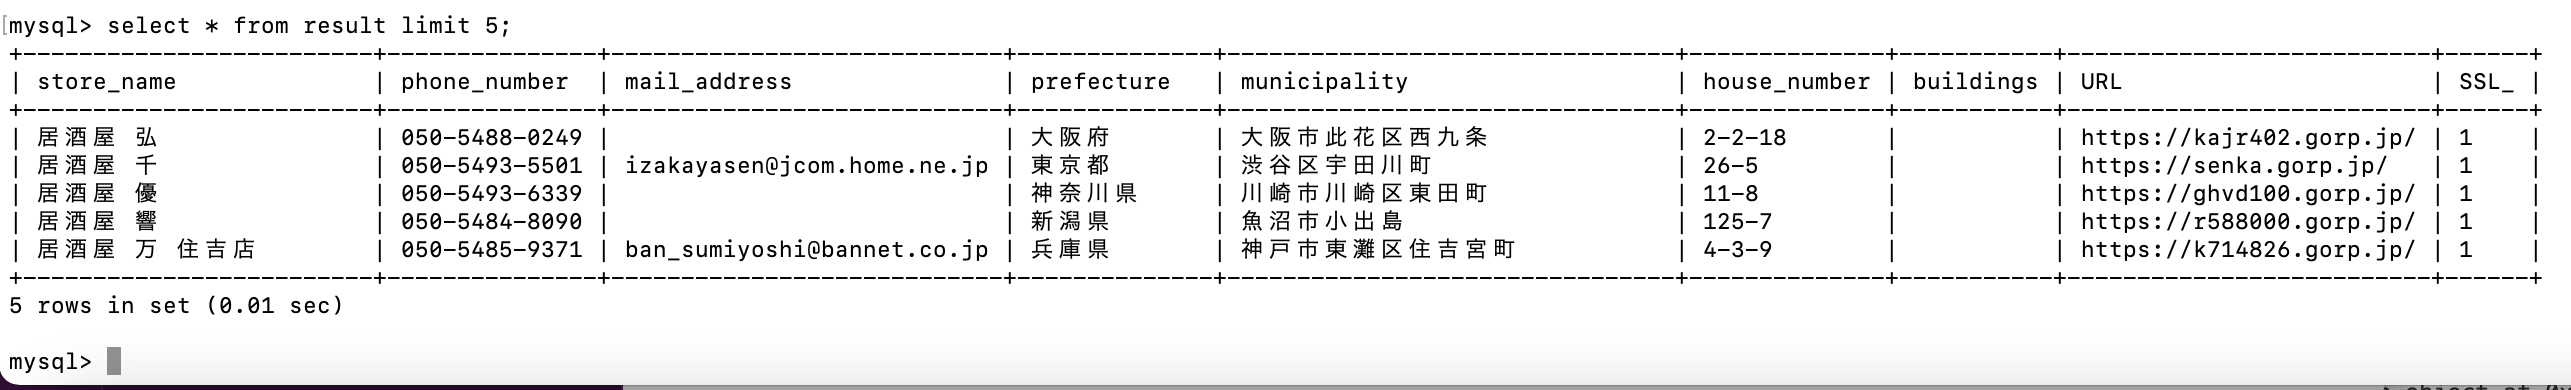 mysql> select * from result limit 5;
+--------------------------+---------------+----------------------------+--------------+--------------------------------+--------------+-----------+--------------------------+------+
| store_name | phone_number | mail_address | prefecture | municipality | house_number | buildings | URL | SSL_ |
+--------------------------+---------------+----------------------------+--------------+--------------------------------+--------------+-----------+--------------------------+------+
| 居酒屋 弘 | 050-5488-0249 | | 大阪府 | 大阪市此花区西九条 | 2-2-18 | | https://kajr402.gorp.jp/ | 1 |
| 居酒屋 千 | 050-5493-5501 | izakayasen@jcom.home.ne.jp | 東京都 | 渋谷区宇田川町 | 26-5 | | https://senka.gorp.jp/ | 1 |
| 居酒屋 優 | 050-5493-6339 | | 神奈川県 | 川崎市川崎区東田町 | 11-8 | | https://ghvd100.gorp.jp/ | 1 |
| 居酒屋 響 | 050-5484-8090 | | 新潟県 | 魚沼市小出島 | 125-7 | | https://r588000.gorp.jp/ | 1 |
| 居酒屋 万 住吉店 | 050-5485-9371 | ban_sumiyoshi@bannet.co.jp | 兵庫県 | 神戸市東灘区住吉宮町 | 4-3-9 | | https://k714826.gorp.jp/ | 1 |
+--------------------------+---------------+----------------------------+--------------+--------------------------------+--------------+-----------+--------------------------+------+
5 rows in set (0.01 sec)
mysql>